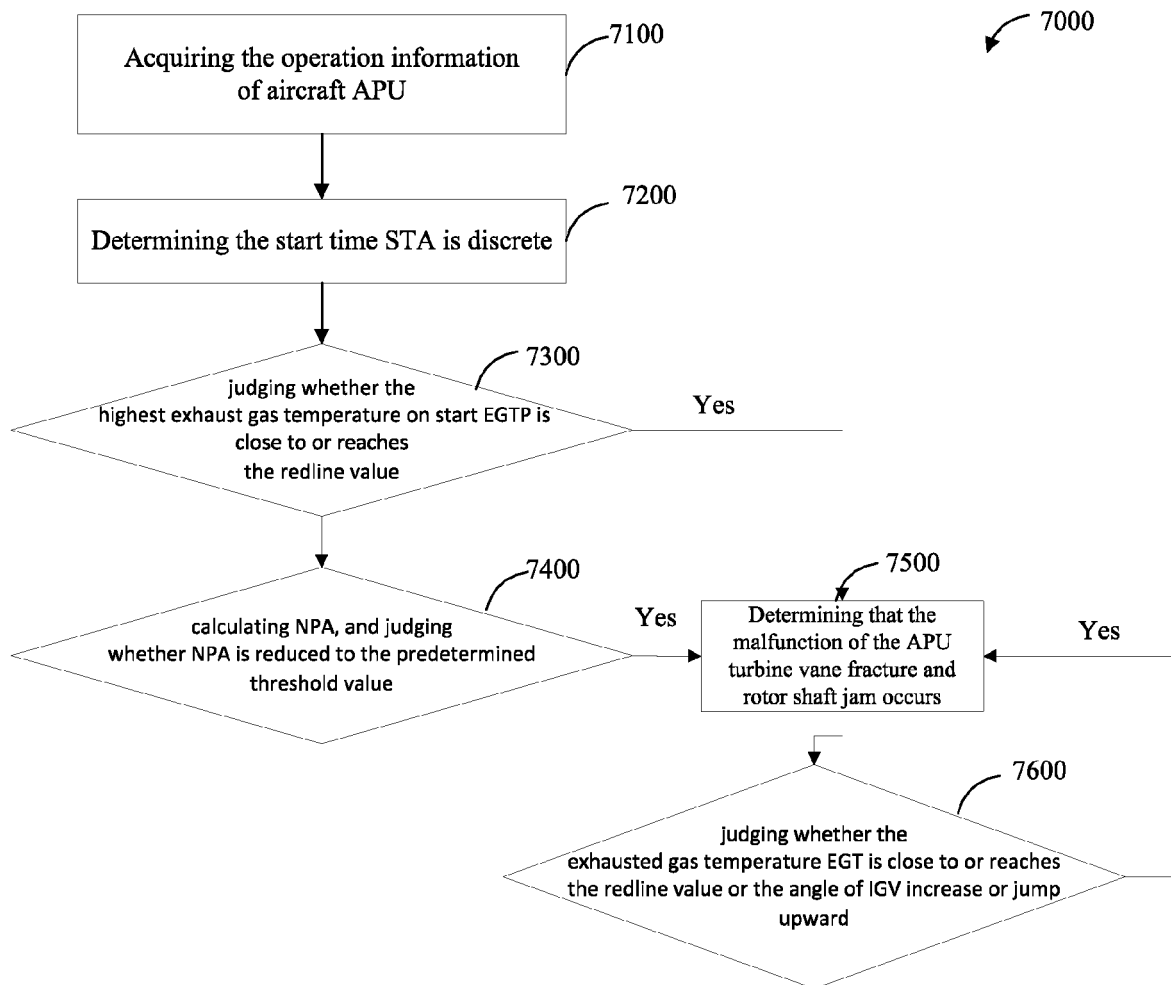 7000
7100
Acquiring the operation information
of aircraft APU
7200
Determining the start time STA is discrete
7300
judging whether the
highest exhaust gas temperature on start EGTP is
close to or reaches
the redline value
Yes
7400
calculating NPA, and judging
whether NPA is reduced to the predetermined
threshold value
Yes
7500
Determining that the
malfunction of the APU
turbine vane fracture and
rotor shaft jam occurs
Yes
7600
judging whether the
exhausted gas temperature EGT is close to or reaches
the redline value or the angle of IGV increase or jump
upward